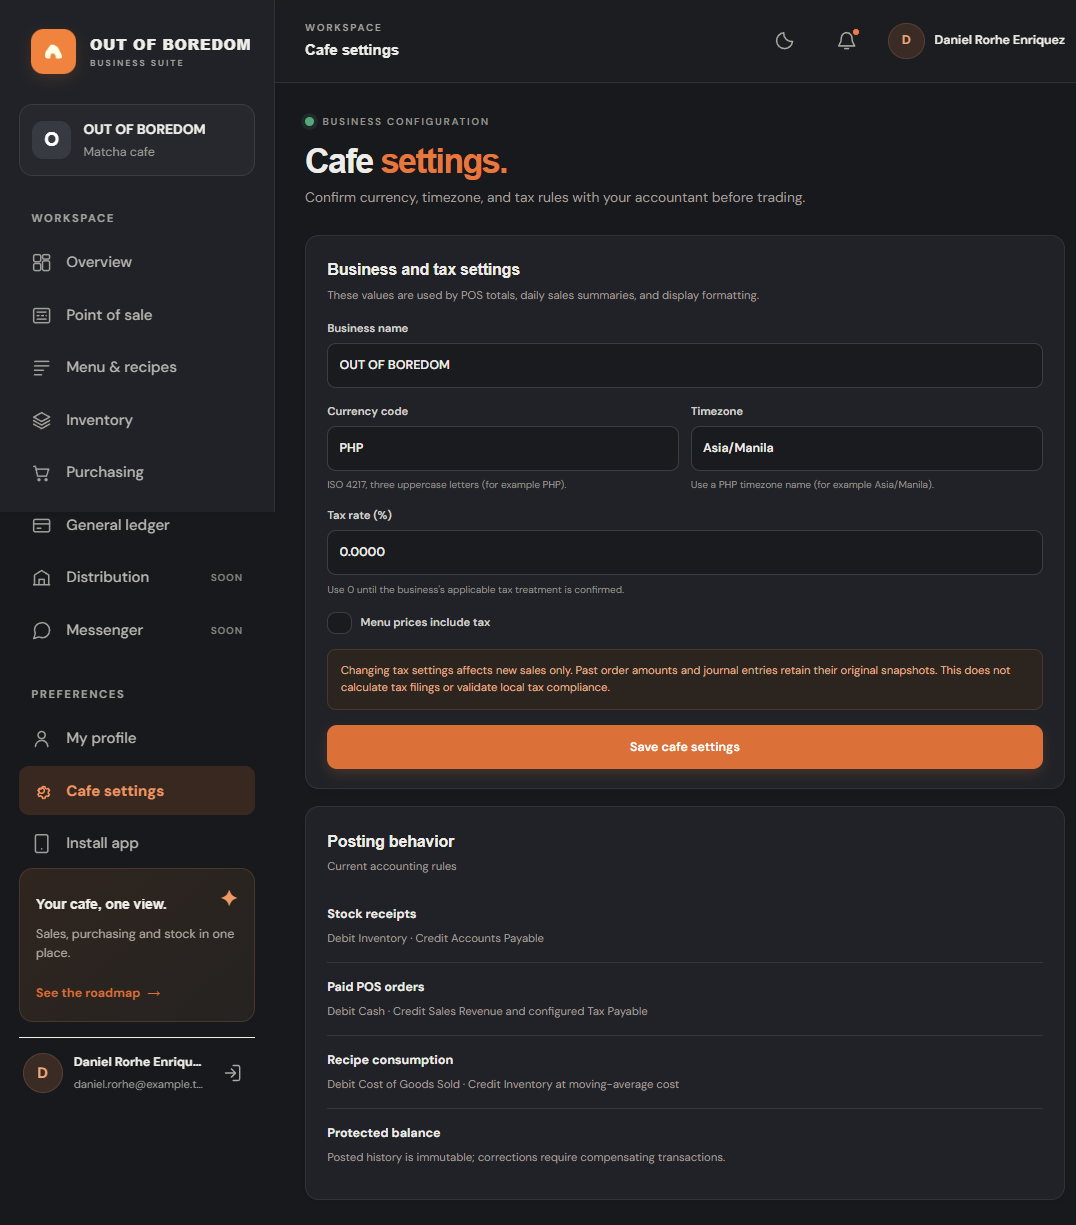 OUT OF BOREDOM
BUSINESS SUITE
O
OUT OF BOREDOM
Matcha cafe
WORKSPACE
Overview
Point of sale
Menu & recipes
Inventory
Purchasing
General ledger
Distribution SOON
Messenger SOON
PREFERENCES
My profile
Cafe settings
Install app
Your cafe, one view.
Sales, purchasing and stock in one
place.
See the roadmap →
D
Daniel Rorhe Enriqu...
daniel.rorhe@example.t...
WORKSPACE
Cafe settings
D
Daniel Rorhe Enriquez
BUSINESS CONFIGURATION
Cafe settings.
Confirm currency, timezone, and tax rules with your accountant before trading.
Business and tax settings
These values are used by POS totals, daily sales summaries, and display formatting.
Business name
OUT OF BOREDOM
Currency code Timezone
PHP Asia/Manila
ISO 4217, three uppercase letters (for example PHP). Use a PHP timezone name (for example Asia/Manila).
Tax rate (%)
0.0000
Use 0 until the business's applicable tax treatment is confirmed.
Menu prices include tax
Changing tax settings affects new sales only. Past order amounts and journal entries retain their original snapshots. This does not
calculate tax filings or validate local tax compliance.
Save cafe settings
Posting behavior
Current accounting rules
Stock receipts
Debit Inventory · Credit Accounts Payable
Paid POS orders
Debit Cash · Credit Sales Revenue and configured Tax Payable
Recipe consumption
Debit Cost of Goods Sold · Credit Inventory at moving-average cost
Protected balance
Posted history is immutable; corrections require compensating transactions.